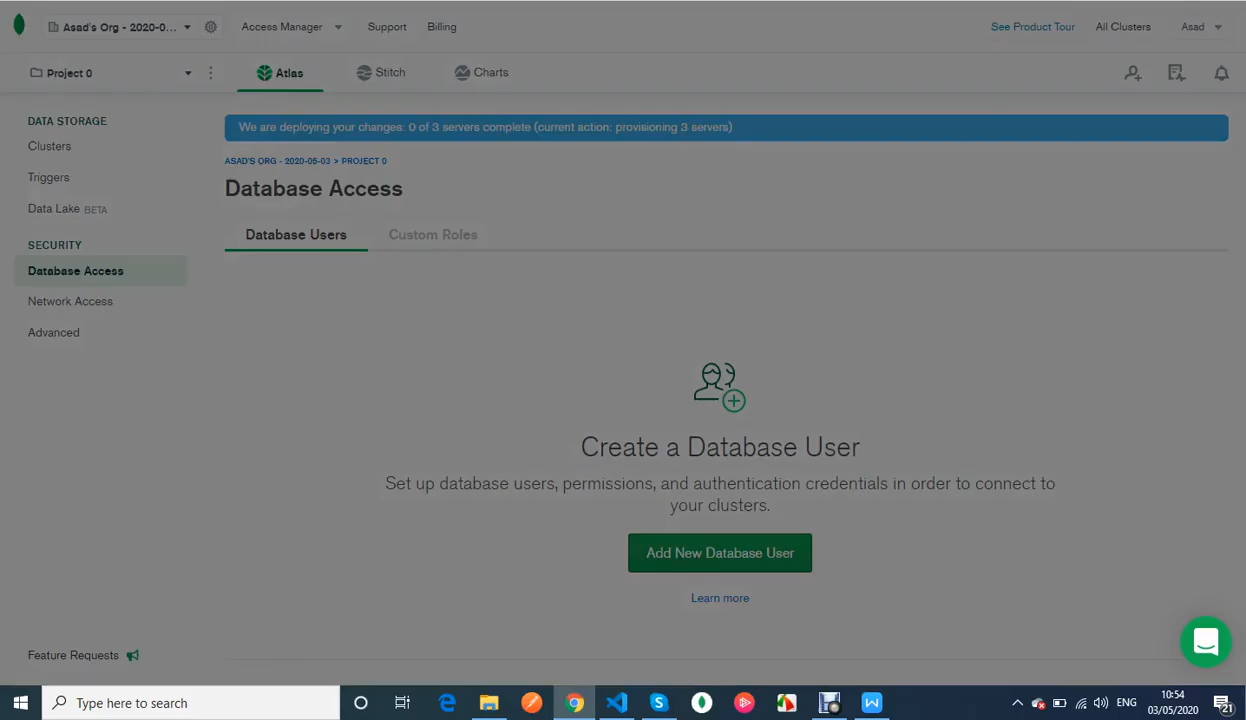 Asad's Org - 2020-0... Access Manager Support Billing See Product Tour All Clusters Asad
Project 0 Atlas Stitch Charts
DATA STORAGE
Clusters
Triggers
Data Lake BETA
SECURITY
Database Access
Network Access
Advanced
Feature Requests
We are deploying your changes: 0 of 3 servers complete (current action: provisioning 3 servers)
ASAD'S ORG - 2020-05-03 > PROJECT 0
Database Access
Database Users Custom Roles
Create a Database User
Set up database users, permissions, and authentication credentials in order to connect to
your clusters.
Add New Database User
Learn more
Type here to search
ENG
10:54
03/05/2020
21